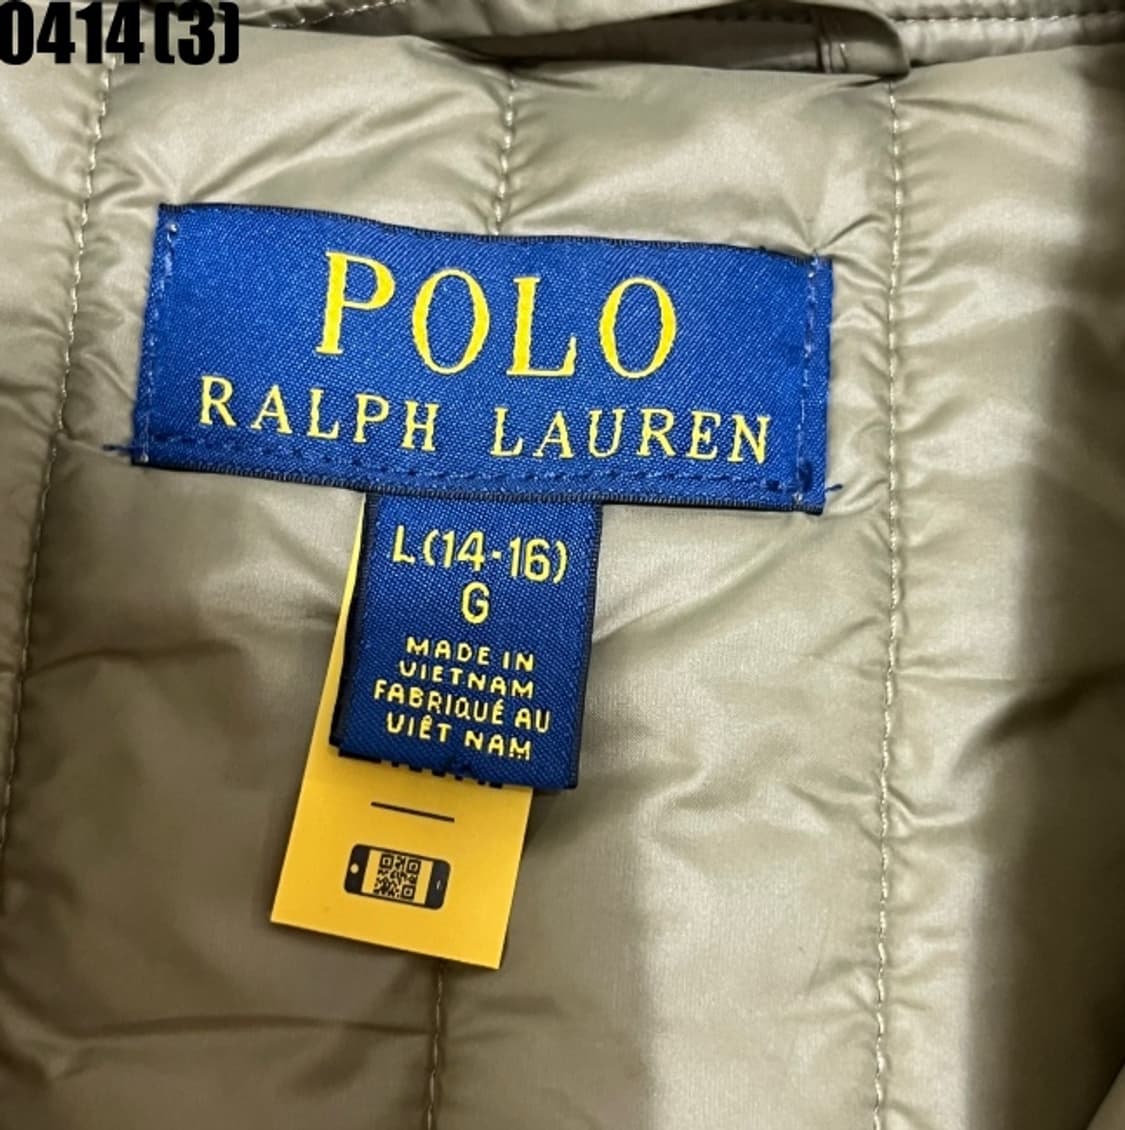 0414(3)
POLO
RALPH LAUREN
L(14-16)
G
MADE IN
VIETNAM
FABRIQUÉ AU
VIÊT NAM